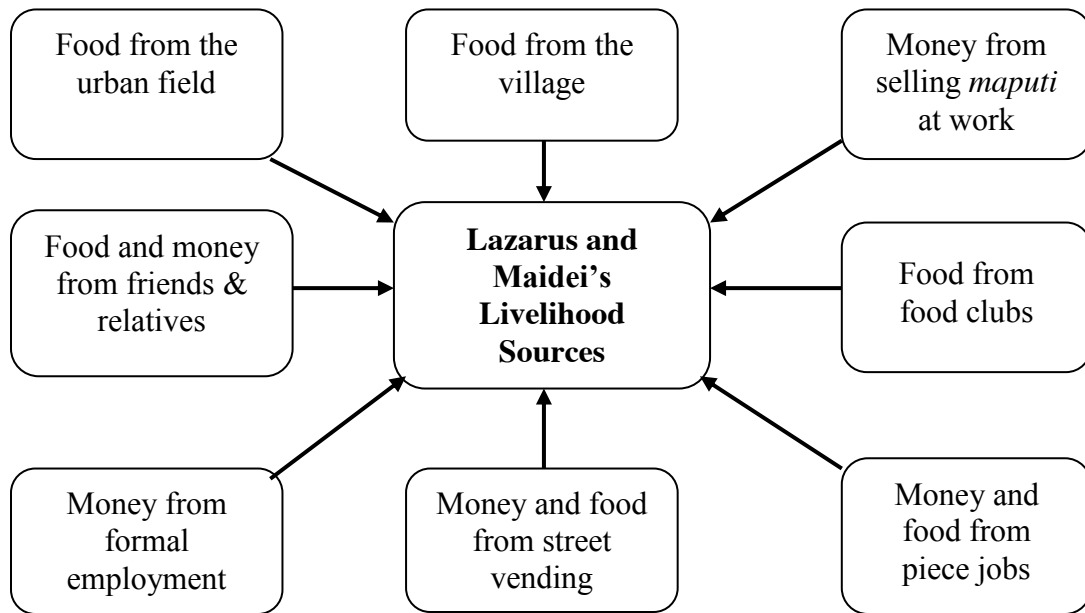 Food from the
urban field
Food from the
village
Money from
selling maputi
at work
Food and money
from friends &
relatives
Lazarus and
Maidei’s
Livelihood
Sources
Food from
food clubs
Money from
formal
employment
Money and food
from street
vending
Money and
food from
piece jobs